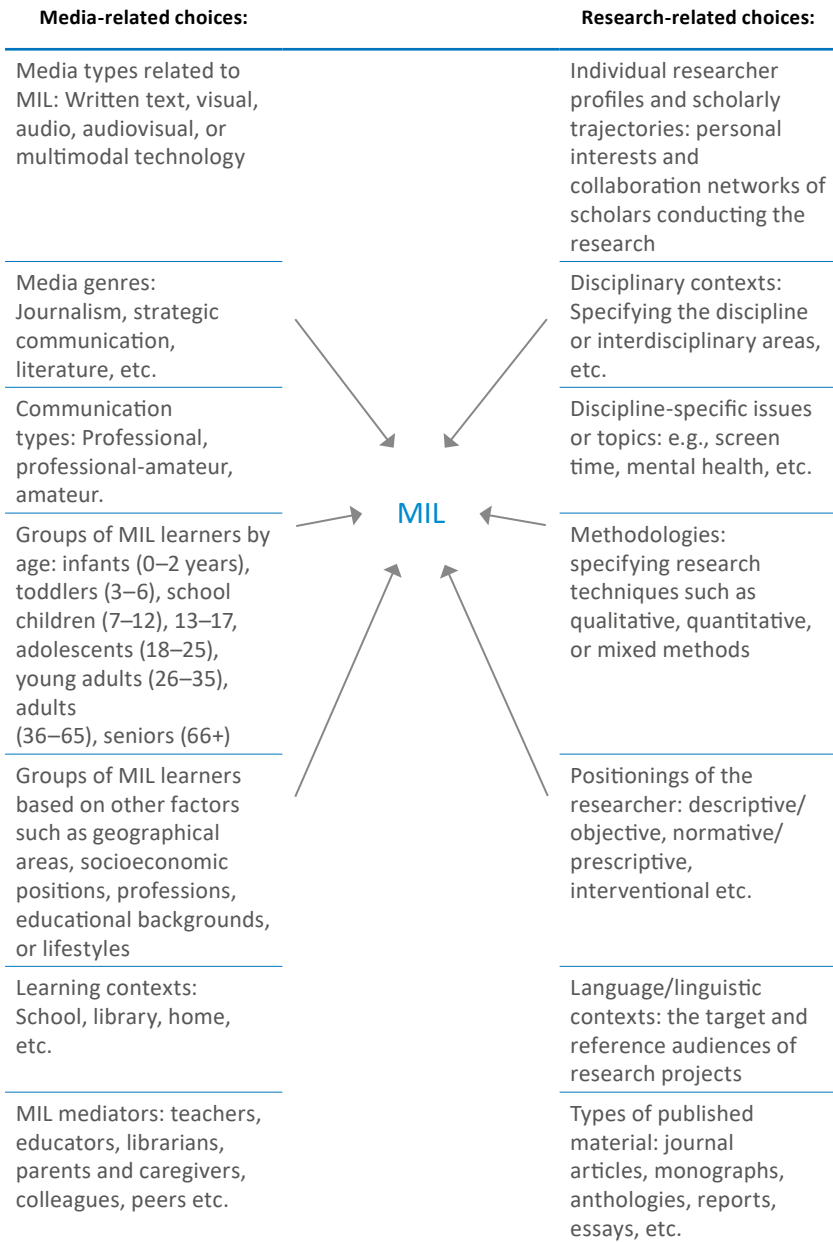 Media-related choices:
Research-related choices:
Media types related to
MIL: Written text, visual,
audio, audiovisual, or
multimodal technology
Individual researcher
profiles and scholarly
trajectories: personal
interests and
collaboration networks of
scholars conducting the
research
Media genres:
Journalism, strategic
communication,
literature, etc.
Disciplinary contexts:
Specifying the discipline
or interdisciplinary areas,
etc.
Communication
types: Professional,
professional-amateur,
amateur.
Discipline-specific issues
or topics: e.g., screen
time, mental health, etc.
MIL
Groups of MIL learners by
age: infants (0–2 years),
toddlers (3–6), school
children (7–12), 13–17,
adolescents (18–25),
young adults (26–35),
adults
(36–65), seniors (66+)
Methodologies:
specifying research
techniques such as
qualitative, quantitative,
or mixed methods
Groups of MIL learners
based on other factors
such as geographical
areas, socioeconomic
positions, professions,
educational backgrounds,
or lifestyles
Positionings of the
researcher: descriptive/
objective, normative/
prescriptive,
interventional etc.
Learning contexts:
School, library, home,
etc.
Language/linguistic
contexts: the target and
reference audiences of
research projects
MIL mediators: teachers,
educators, librarians,
parents and caregivers,
colleagues, peers etc.
Types of published
material: journal
articles, monographs,
anthologies, reports,
essays, etc.